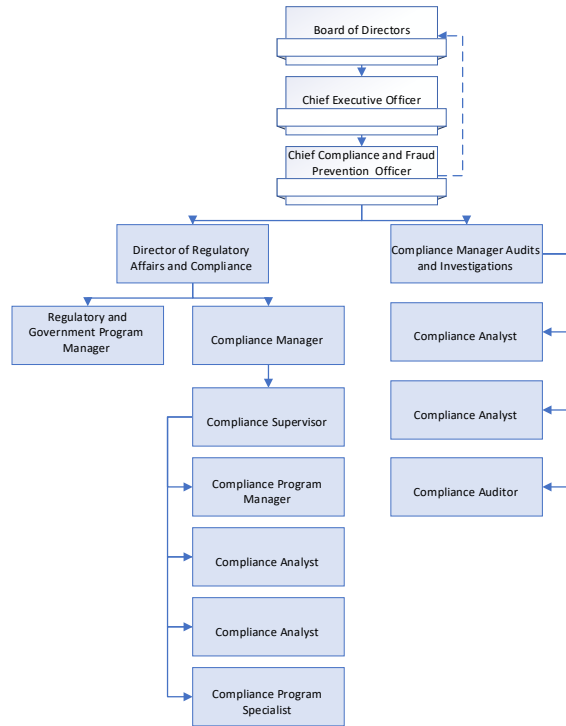 Board of Directors
Chief Executive Officer
Chief Compliance and Fraud
Prevention Officer
Director of Regulatory
Affairs and Compliance
Compliance Manager Audits
and Investigations
Regulatory and
Government Program
Manager
Compliance Manager
Compliance Analyst
Compliance Supervisor
Compliance Analyst
Compliance Program
Manager
Compliance Auditor
Compliance Analyst
Compliance Analyst
Compliance Program
Specialist